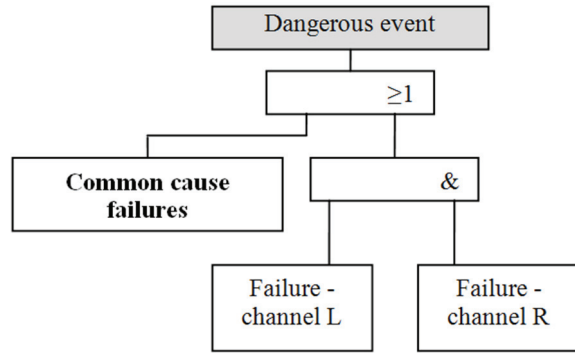 Dangerous event
≥1
Common cause
failures
&
Failure -
channel L
Failure -
channel R